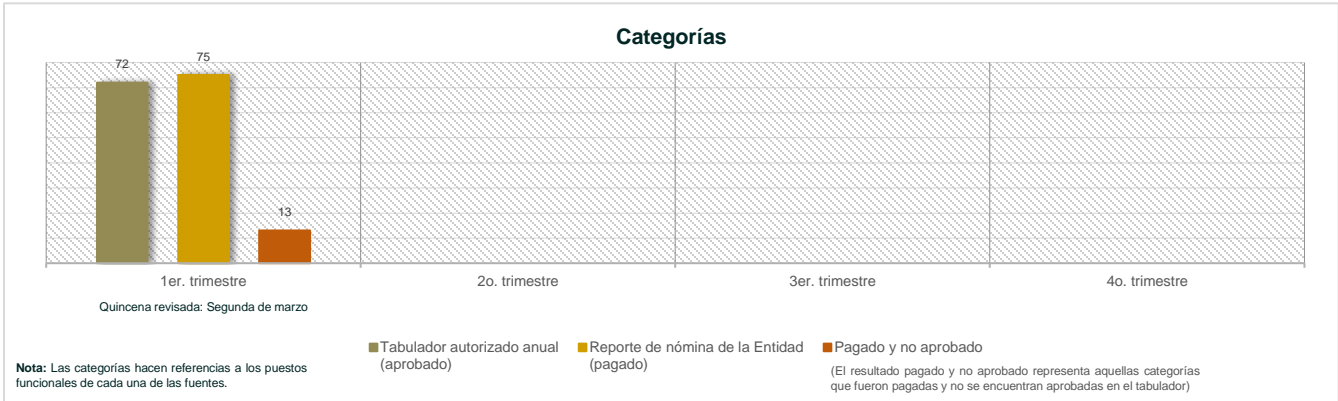 Categorías
72
75
13
1er. trimestre
2o. trimestre
3er. trimestre
4o. trimestre
Quincena revisada: Segunda de marzo
Tabulador autorizado anual
(aprobado)
Reporte de nómina de la Entidad
(pagado)
Pagado y no aprobado
(El resultado pagado y no aprobado representa aquellas categorías
que fueron pagadas y no se encuentran aprobadas en el tabulador)
Nota: Las categorías hacen referencias a los puestos
funcionales de cada una de las fuentes.